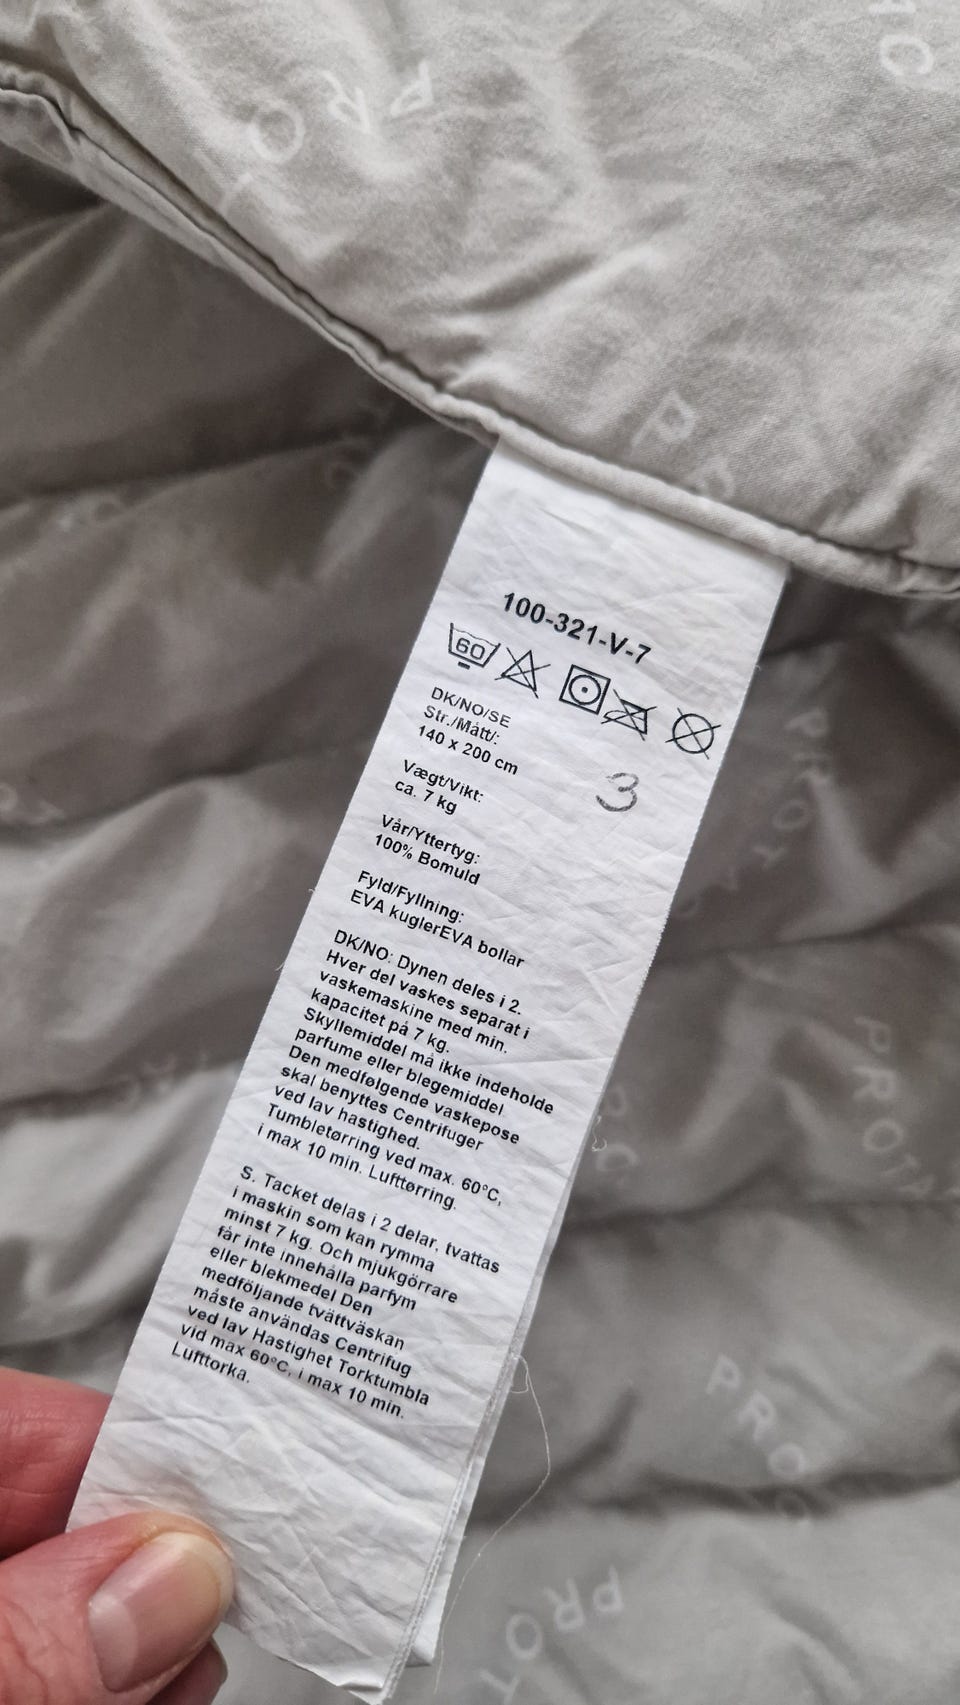 PRO
100-321-V-7
60
DK/NO/SE
Str./Mått/:
140 x 200 cm
3
Vægt/Vikt:
ca. 7 kg
Vår/Yttertyg:
100% Bomuld
Fyld/Fyllning:
EVA kuglerEVA bollar
DK/NO: Dynen deles i 2.
Hver del vaskes separat i
vaskemaskine med min.
kapacitet på 7 kg.
Skyllemiddel må ikke indeholde
parfume eller blegemiddel
Den medfølgende vaskepose
skal benyttes Centrifuger
ved lav hastighed.
Tumbletørring ved max. 60°C,
i max 10 min. Lufttørring.
S. Tacket delas i 2 delar, tvattas
i maskin som kan rymma
minst 7 kg. Och mjukgörrare
får inte innehålla parfym
eller blekmedel Den
medföljande tvättväskan
måste användas Centrifug
ved lav Hastighet Torktumbla
vid max 60°C, i max 10 min.
Lufttorka.
PROT
PRO
PROT